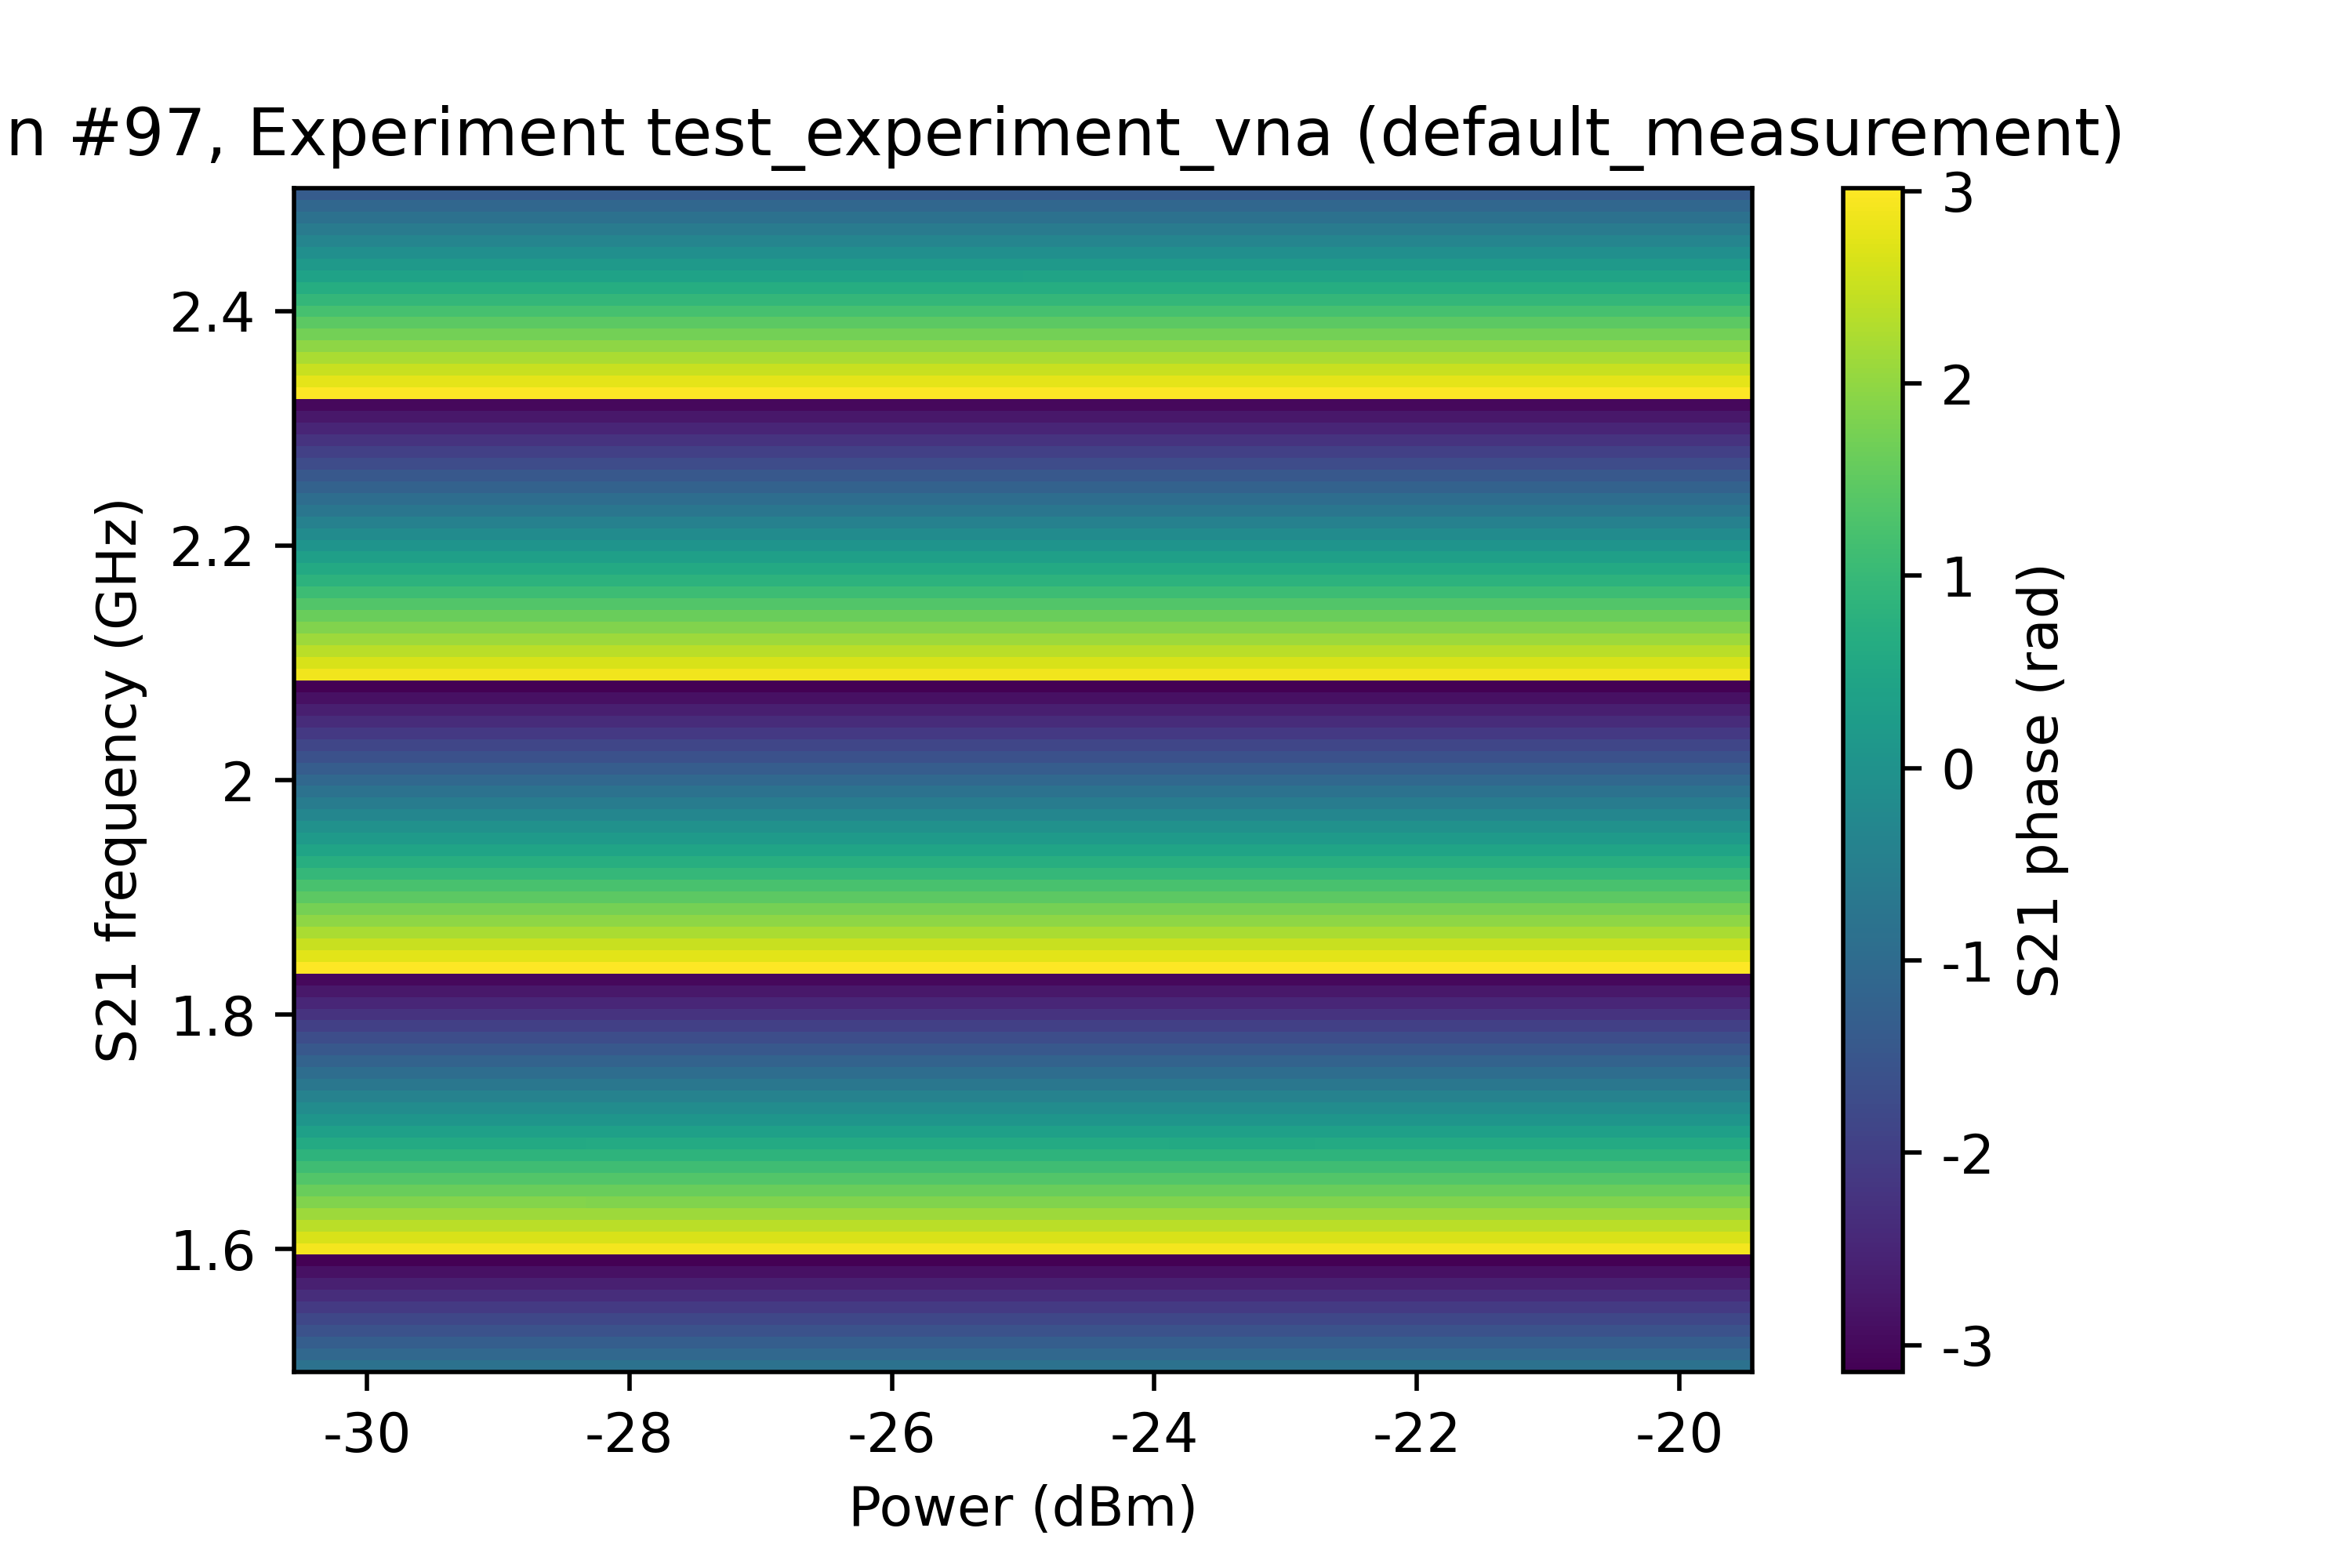 n #97, Experiment test_experiment_vna (default_measurement)
S21 frequency (GHz)
2.4
2.2
2
1.8
1.6
-30 -28 -26 -24 -22 -20
Power (dBm)
3
2
1
0
-1
-2
-3
S21 phase (rad)